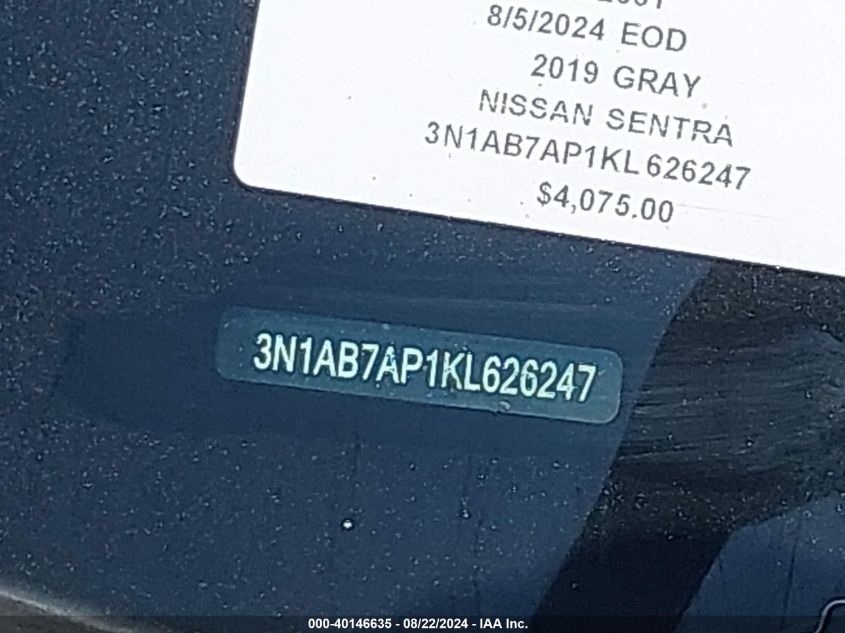 8/5/2024 EOD
2019 GRAY
NISSAN SENTRA
3N1AB7AP1KL626247
$4,075.00
3N1AB7AP1KL626247
000-40146635 - 08/22/2024 - IAA Inc.